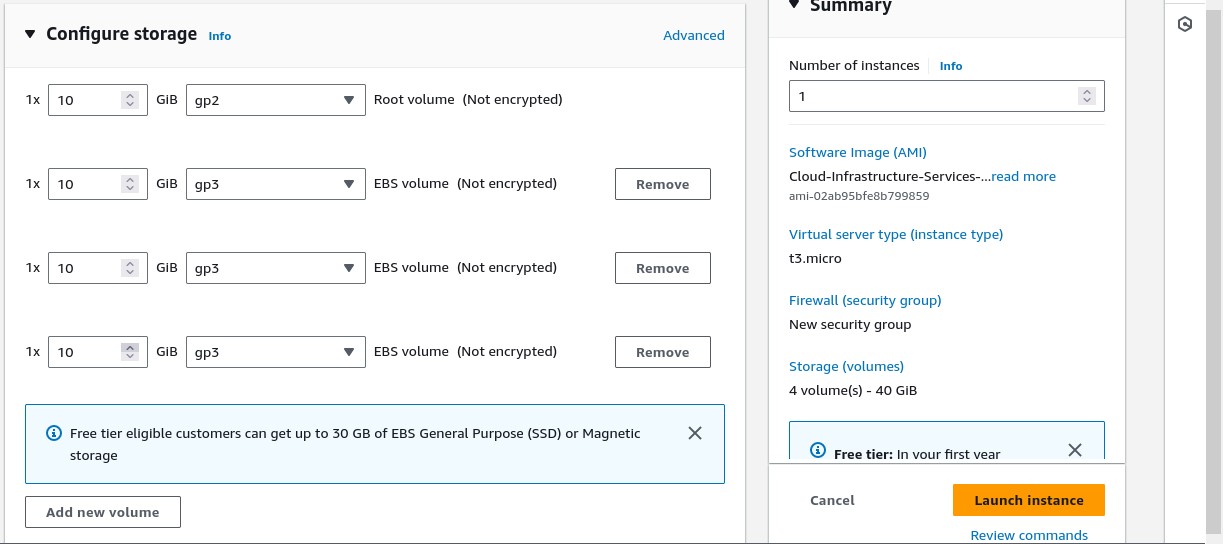 Configure storage Info Advanced
1x 10 GiB gp2 Root volume (Not encrypted)
1x 10 GiB gp3 EBS volume (Not encrypted) Remove
1x 10 GiB gp3 EBS volume (Not encrypted) Remove
1x 10 GiB gp3 EBS volume (Not encrypted) Remove
Free tier eligible customers can get up to 30 GB of EBS General Purpose (SSD) or Magnetic
storage
Add new volume
Summary
Number of instances Info
1
Software Image (AMI)
Cloud-Infrastructure-Services-...read more
ami-02ab95bfe8b799859
Virtual server type (instance type)
t3.micro
Firewall (security group)
New security group
Storage (volumes)
4 volume(s) - 40 GiB
Free tier: In your first year
Cancel Launch instance
Review commands